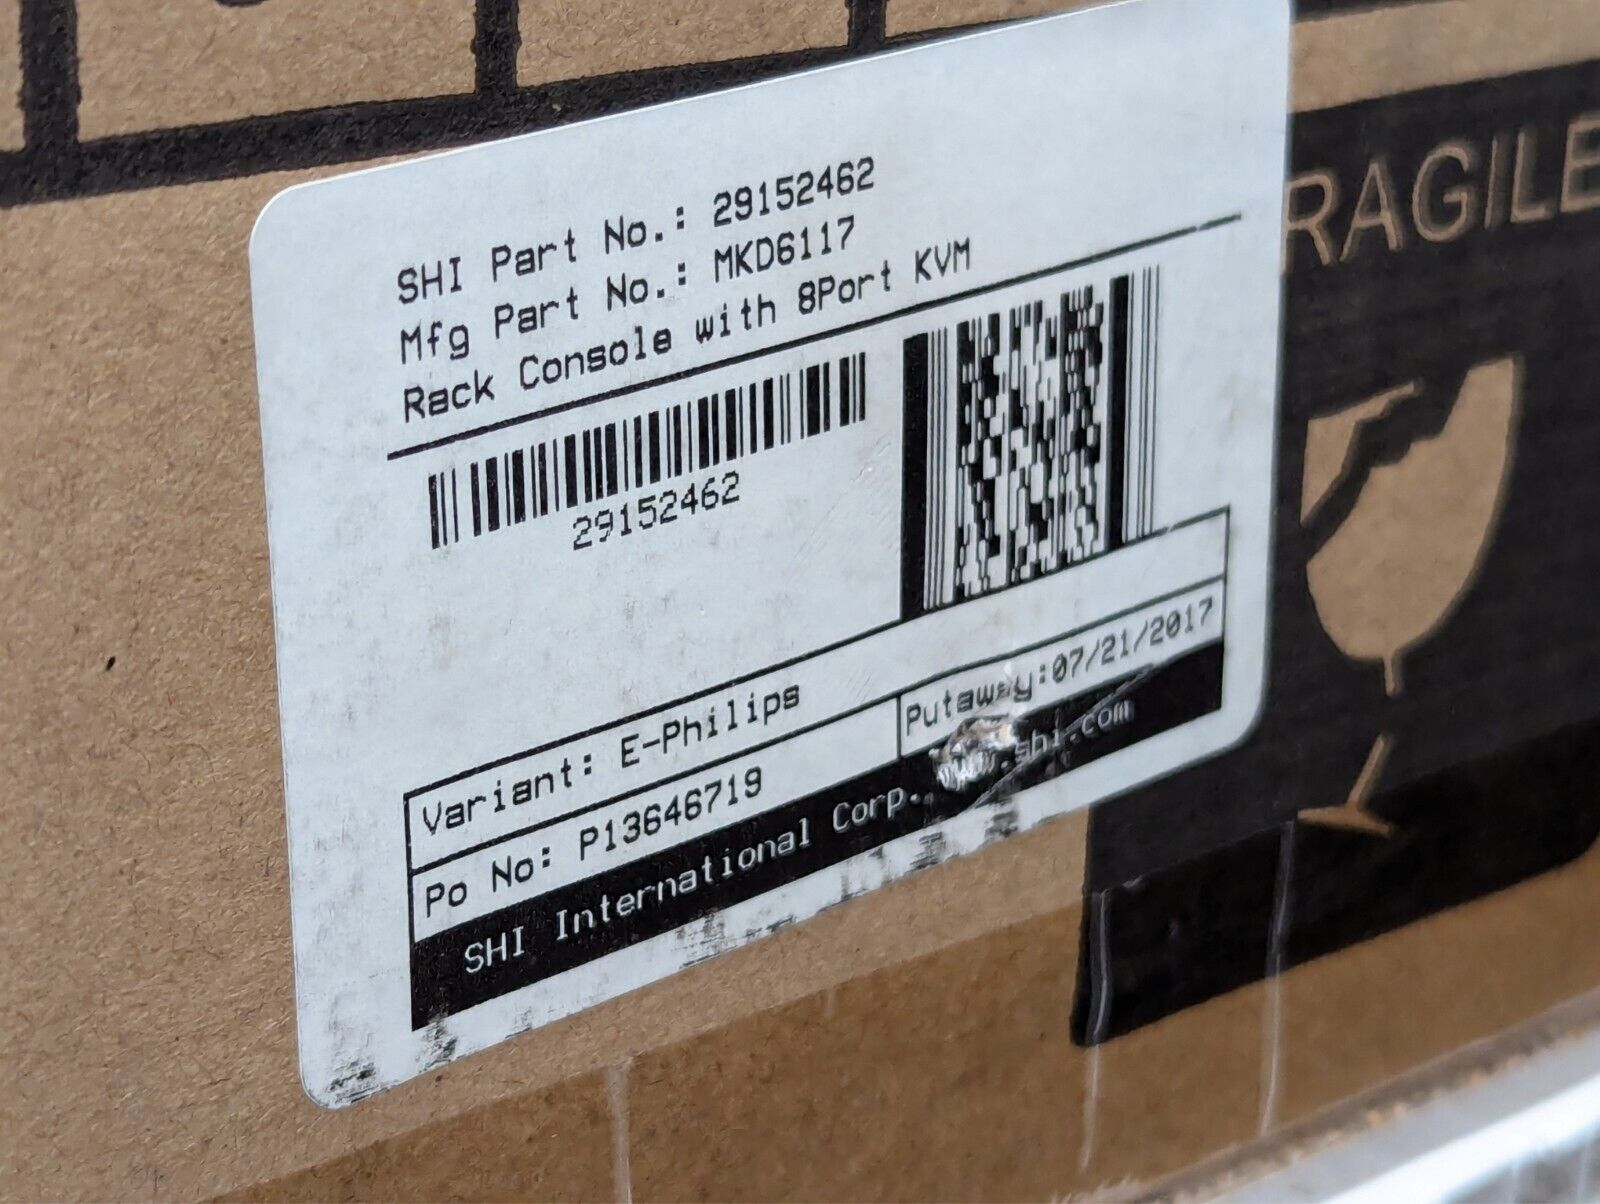 SHI Part No.: 29152462
Mfg Part No.: MKD6117
Rack Console with 8Port KVM
29152462
Variant: E-Philips
Po No: P13646719
Putaway:07/21/2017
SHI International Corp. www.shi.com
RAGILE